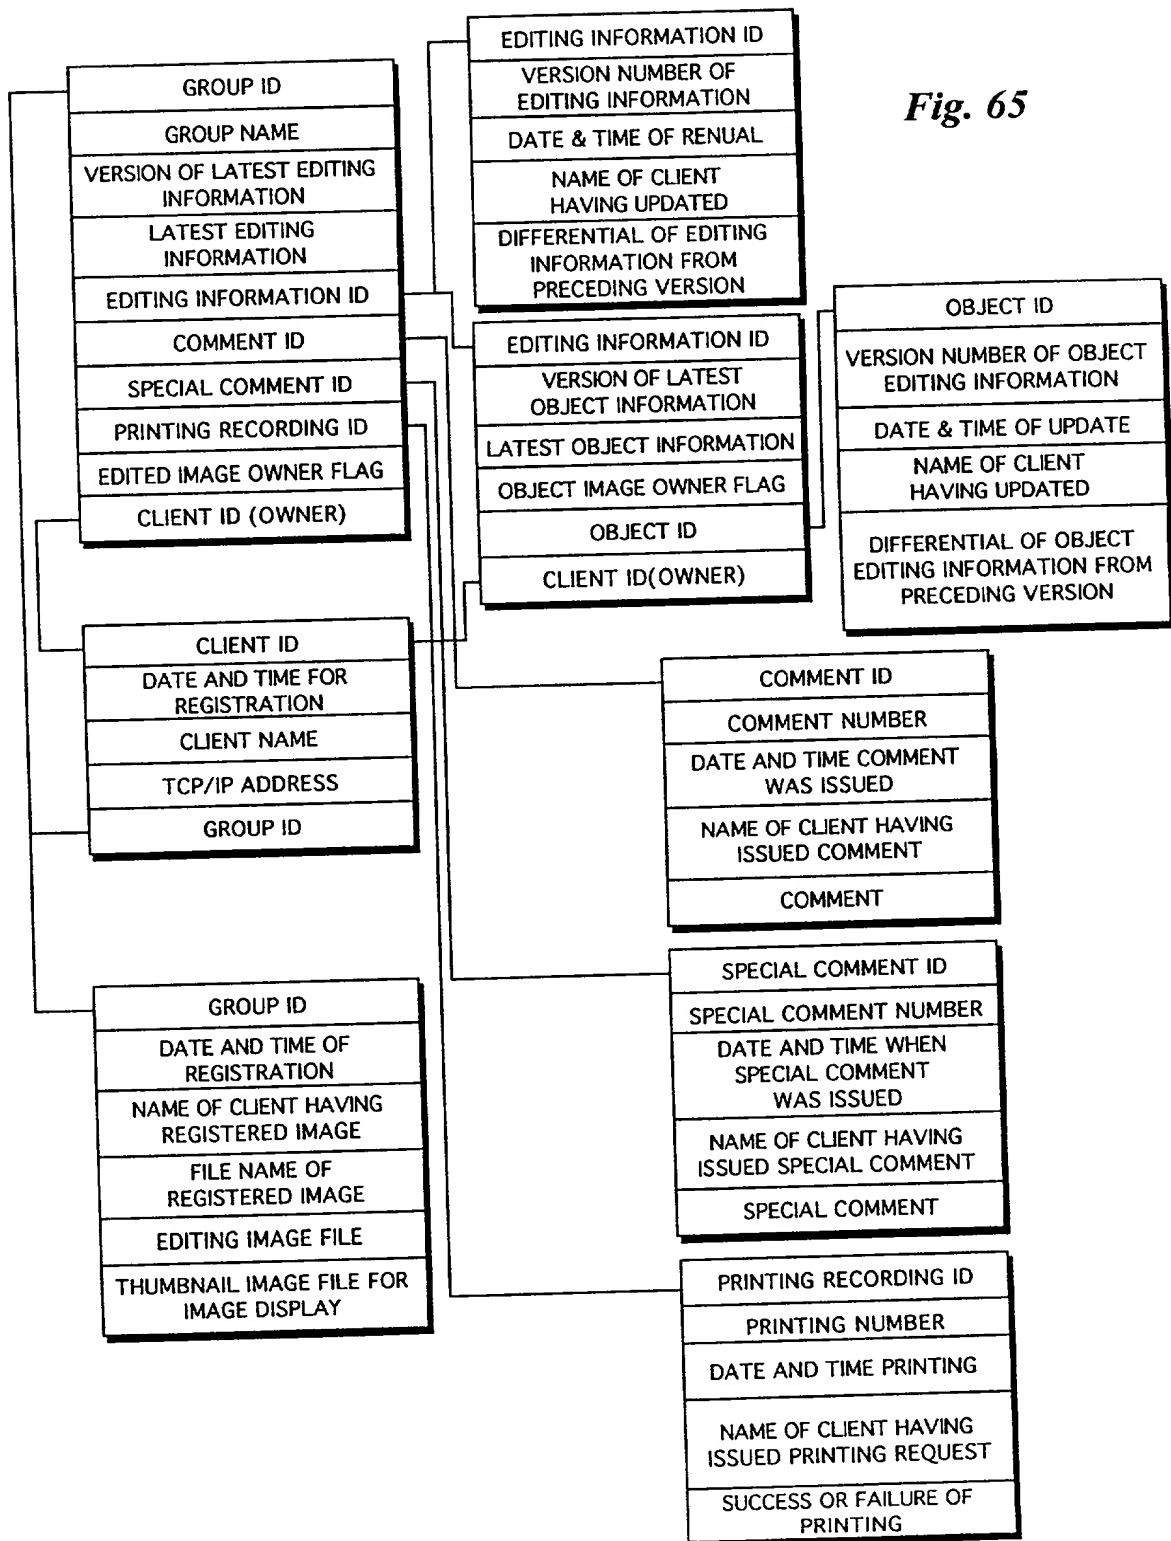 Fig. 65
GROUP ID
GROUP NAME
VERSION OF LATEST EDITING
INFORMATION
LATEST EDITING
INFORMATION
EDITING INFORMATION ID
COMMENT ID
SPECIAL COMMENT ID
PRINTING RECORDING ID
EDITED IMAGE OWNER FLAG
CLIENT ID (OWNER)
CLIENT ID
DATE AND TIME FOR
REGISTRATION
CLIENT NAME
TCP/IP ADDRESS
GROUP ID
GROUP ID
DATE AND TIME OF
REGISTRATION
NAME OF CLIENT HAVING
REGISTERED IMAGE
FILE NAME OF
REGISTERED IMAGE
EDITING IMAGE FILE
THUMBNAIL IMAGE FILE FOR
IMAGE DISPLAY
EDITING INFORMATION ID
VERSION NUMBER OF
EDITING INFORMATION
DATE & TIME OF RENUAL
NAME OF CLIENT
HAVING UPDATED
DIFFERENTIAL OF EDITING
INFORMATION FROM
PRECEDING VERSION
EDITING INFORMATION ID
VERSION OF LATEST
OBJECT INFORMATION
LATEST OBJECT INFORMATION
OBJECT IMAGE OWNER FLAG
OBJECT ID
CLIENT ID(OWNER)
OBJECT ID
VERSION NUMBER OF OBJECT
EDITING INFORMATION
DATE & TIME OF UPDATE
NAME OF CLIENT
HAVING UPDATED
DIFFERENTIAL OF OBJECT
EDITING INFORMATION FROM
PRECEDING VERSION
COMMENT ID
COMMENT NUMBER
DATE AND TIME COMMENT
WAS ISSUED
NAME OF CLIENT HAVING
ISSUED COMMENT
COMMENT
SPECIAL COMMENT ID
SPECIAL COMMENT NUMBER
DATE AND TIME WHEN
SPECIAL COMMENT
WAS ISSUED
NAME OF CLIENT HAVING
ISSUED SPECIAL COMMENT
SPECIAL COMMENT
PRINTING RECORDING ID
PRINTING NUMBER
DATE AND TIME PRINTING
NAME OF CLIENT HAVING
ISSUED PRINTING REQUEST
SUCCESS OR FAILURE OF
PRINTING